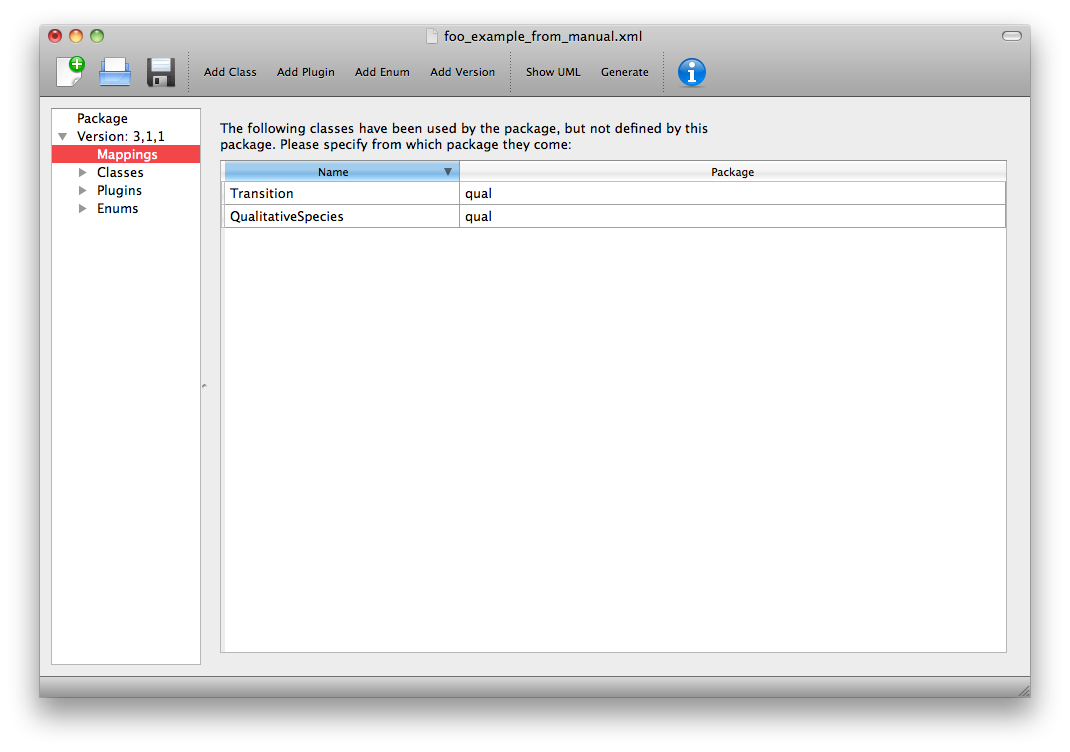 foo_example_from_manual.xml
Add Class Add Plugin Add Enum Add Version Show UML Generate
Package
Version: 3,1,1
Mappings
Classes
Plugins
Enums
The following classes have been used by the package, but not defined by this
package. Please specify from which package they come:
Name Package
Transition qual
QualitativeSpecies qual